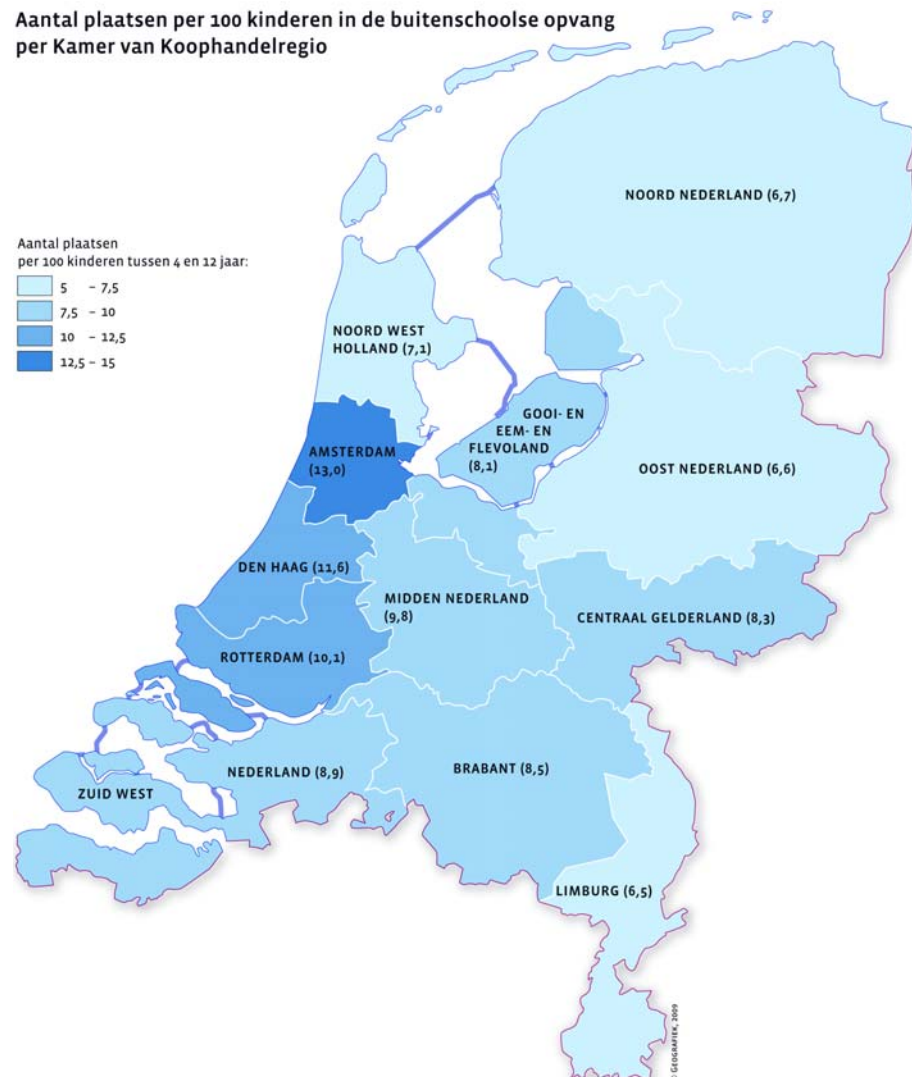 Aantal plaatsen per 100 kinderen in de buitenschoolse opvang
per Kamer van Koophandelregio
NOORD NEDERLAND (6,7)
Aantal plaatsen
per 100 kinderen tussen 4 en 12 jaar:
5 – 7,5
7,5 – 10
10 – 12,5
12,5 – 15
NOORD WEST
HOLLAND (7,1)
GOOI- EN
EEM- EN
FLEVOLAND
(8,1)
AMSTERDAM
(13,0)
OOST NEDERLAND (6,6)
DEN HAAG (11,6)
MIDDEN NEDERLAND
(9,8)
CENTRAAL GELDERLAND (8,3)
ROTTERDAM (10,1)
ZUID WEST
NEDERLAND (8,9)
BRABANT (8,5)
LIMBURG (6,5)
© GEOGRAFIEK, 2009